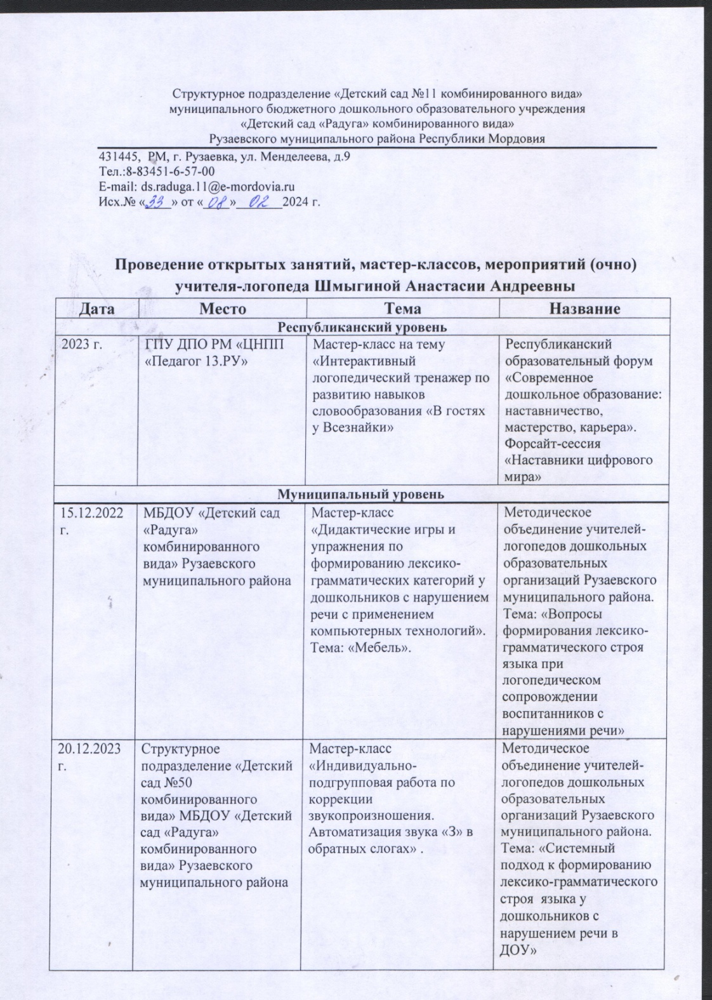 Структурное подразделение «Детский сад №11 комбинированного вида»
муниципального бюджетного дошкольного образовательного учреждения
«Детский сад «Радуга» комбинированного вида»
Рузаевского муниципального района Республики Мордовия
431445, РМ, г. Рузаевка, ул. Менделеева, д.9
Тел.:8-83451-6-57-00
E-mail: ds.raduga.11@e-mordovia.ru
Исх.№ «33» от «08» 02 2024 г.
Проведение открытых занятий, мастер-классов, мероприятий (очно)
учителя-логопеда Шмыгиной Анастасии Андреевны
Дата Место Тема Название
Республиканский уровень
2023 г.
ГПУ ДПО РМ «ЦНПП
«Педагог 13.РУ»
Мастер-класс на тему
«Интерактивный
логопедический тренажер по
развитию навыков
словообразования «В гостях
у Всезнайки»
Республиканский
образовательный форум
«Современное
дошкольное образование:
наставничество,
мастерство, карьера».
Форсайт-сессия
«Наставники цифрового
мира»
Муниципальный уровень
15.12.2022
г.
МБДОУ «Детский сад
«Радуга»
комбинированного
вида» Рузаевского
муниципального района
Мастер-класс
«Дидактические игры и
упражнения по
формированию лексико-
грамматических категорий у
дошкольников с нарушением
речи с применением
компьютерных технологий».
Тема: «Мебель».
Методическое
объединение учителей-
логопедов дошкольных
образовательных
организаций Рузаевского
муниципального района.
Тема: «Вопросы
формирования лексико-
грамматического строя
языка при
логопедическом
сопровождении
воспитанников с
нарушениями речи»
20.12.2023
г.
Структурное
подразделение «Детский
сад №50
комбинированного
вида» МБДОУ «Детский
сад «Радуга»
комбинированного
вида» Рузаевского
муниципального района
Мастер-класс
«Индивидуально-
подгрупповая работа по
коррекции
звукопроизношения.
Автоматизация звука «З» в
обратных слогах» .
Методическое
объединение учителей-
логопедов дошкольных
образовательных
организаций Рузаевского
муниципального района.
Тема: «Системный
подход к формированию
лексико-грамматического
строя языка у
дошкольников с
нарушением речи в
ДОУ»